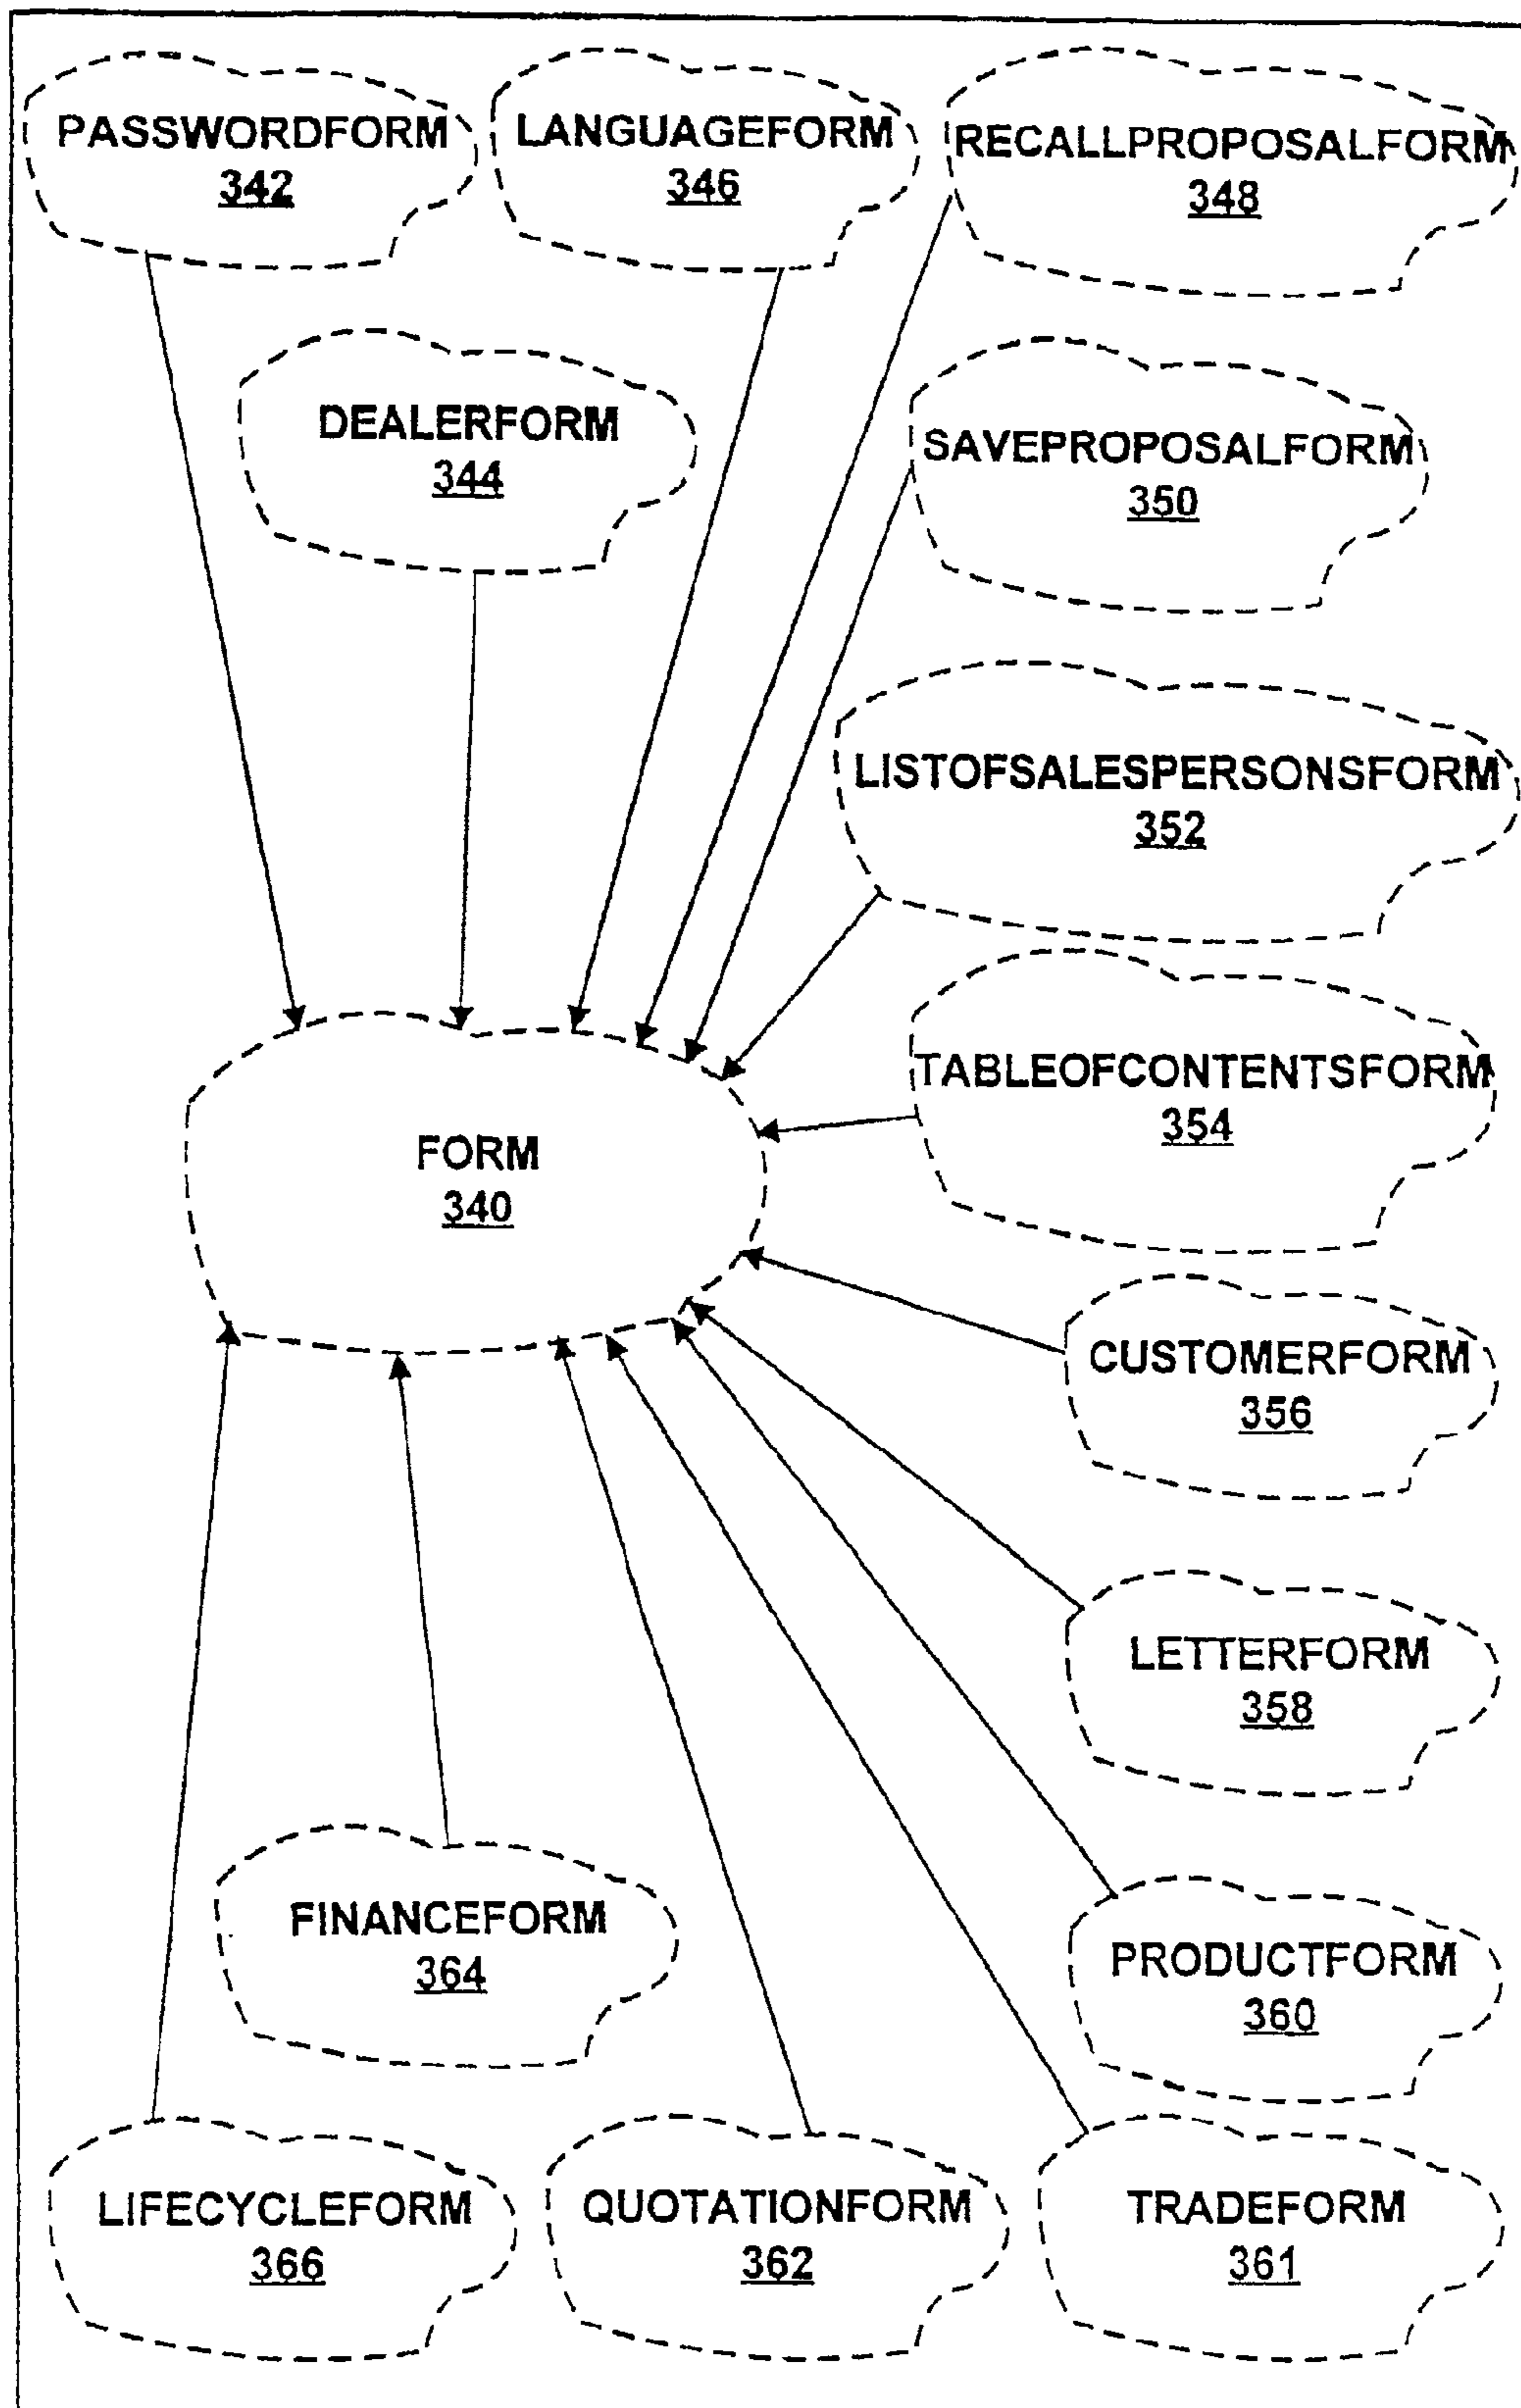 PASSWORDFORM
342
LANGUAGEFORM
346
RECALLPROPOSALFORM
348
DEALERFORM
344
SAVEPROPOSALFORM
350
LISTOFSALESPERSONSFORM
352
TABLEOFCONTENTSFORM
354
FORM
340
CUSTOMERFORM
356
LETTERFORM
358
FINANCEFORM
364
PRODUCTFORM
360
LIFECYCLEFORM
366
QUOTATIONFORM
362
TRADEFORM
361